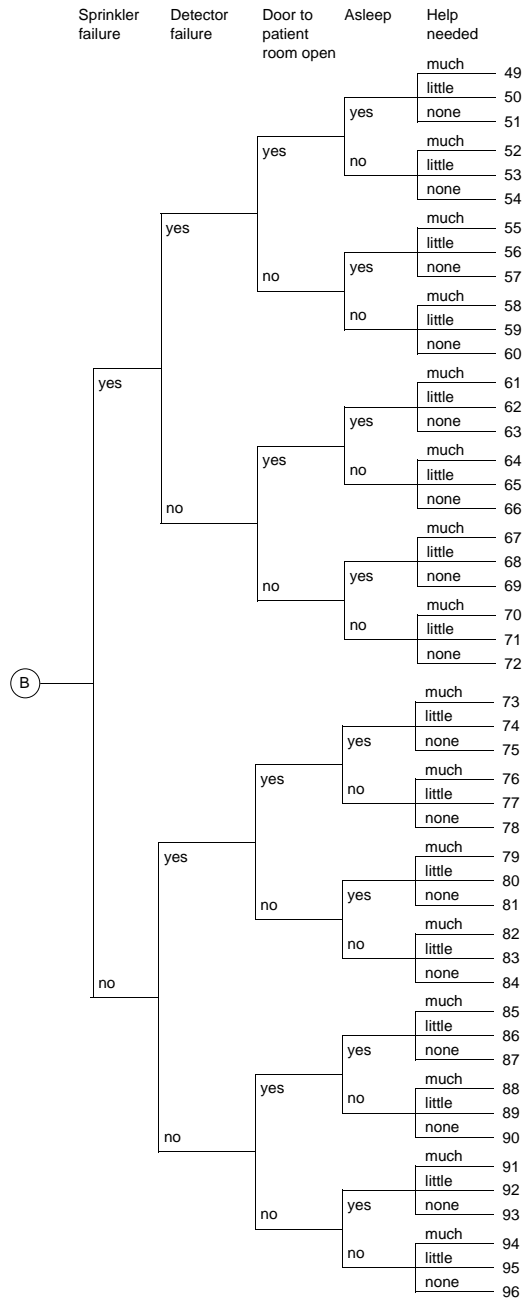 Sprinkler failure
Detector failure
Door to patient room open
Asleep
Help needed
much 49
little 50
yes none 51
yes
no much 52
little 53
none 54
yes
much 55
little 56
no yes none 57
no much 58
little 59
none 60
yes
much 61
little 62
yes none 63
yes
no much 64
little 65
none 66
no
much 67
little 68
no yes none 69
no much 70
little 71
none 72
B
much 73
little 74
yes none 75
yes
no much 76
little 77
none 78
yes
much 79
little 80
no yes none 81
no much 82
little 83
none 84
no
much 85
little 86
yes none 87
yes
no much 88
little 89
none 90
no
much 91
little 92
no yes none 93
no much 94
little 95
none 96